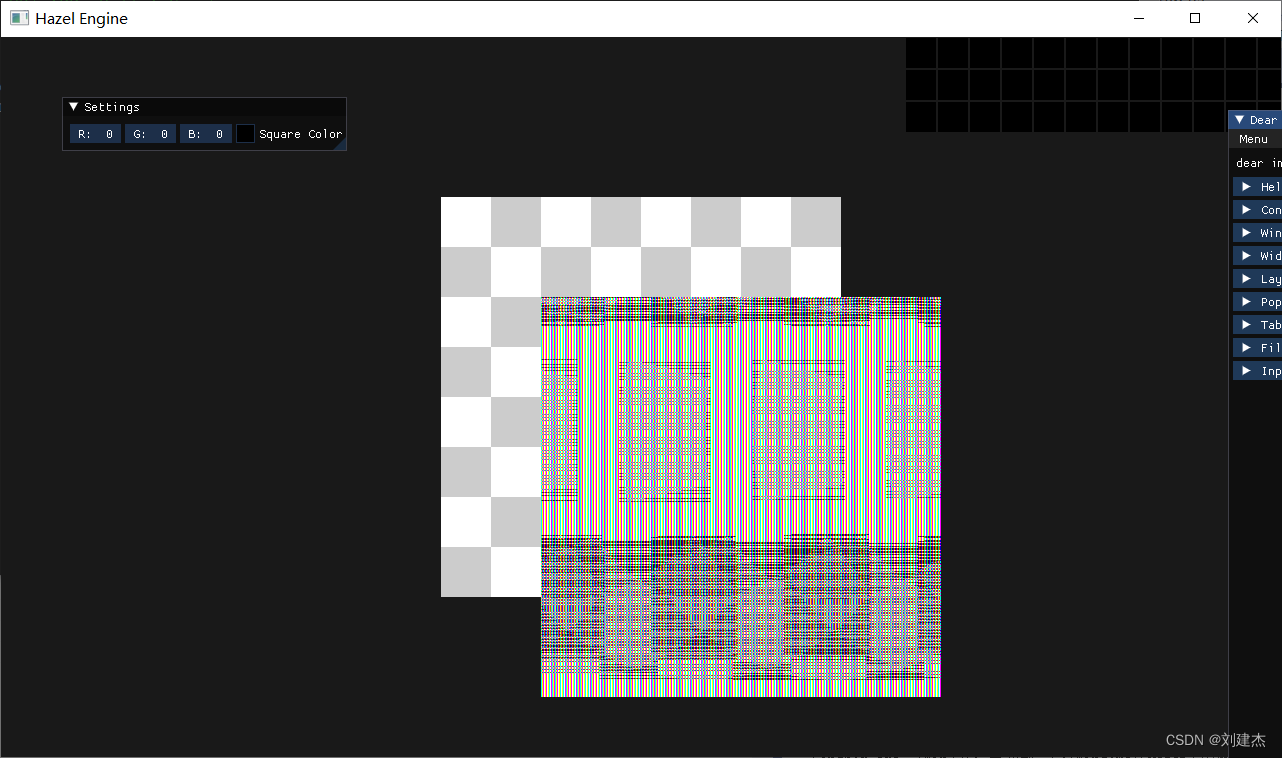 Hazel Engine
Settings
R: 0 G: 0 B: 0 Square Color
Dear
Menu
dear im
Hel
Con
Win
Wid
Lay
Pop
Tab
Fil
Inp
CSDN @刘建杰